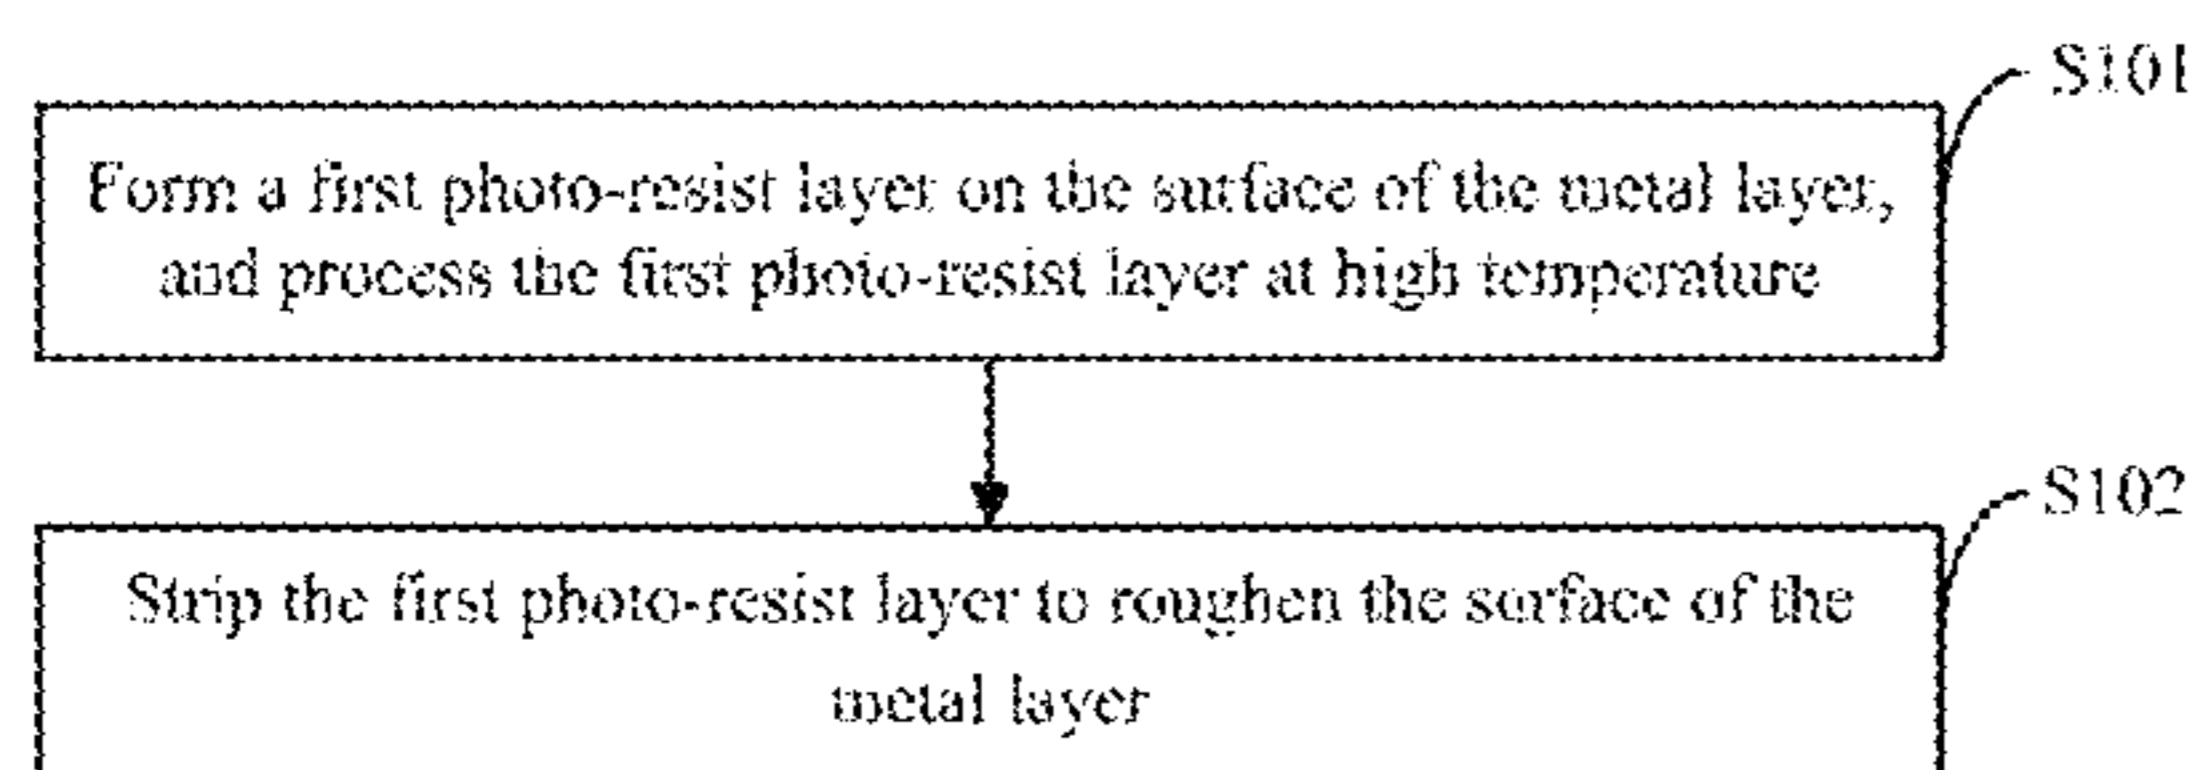 S101
Form a first photo-resist layer on the surface of the metal layer,
and process the first photo-resist layer at high temperature
S102
Strip the first photo-resist layer to roughen the surface of the
metal layer